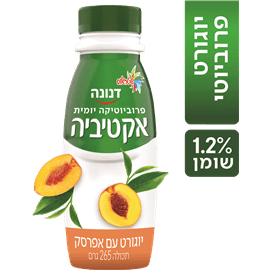 דנונה
פרוביוטיקה יומית
אקטיביה
יוגורט עם אפרסק
תכולה 265 גרם
יוגורט
פרוביוטי
1.2%
שומן